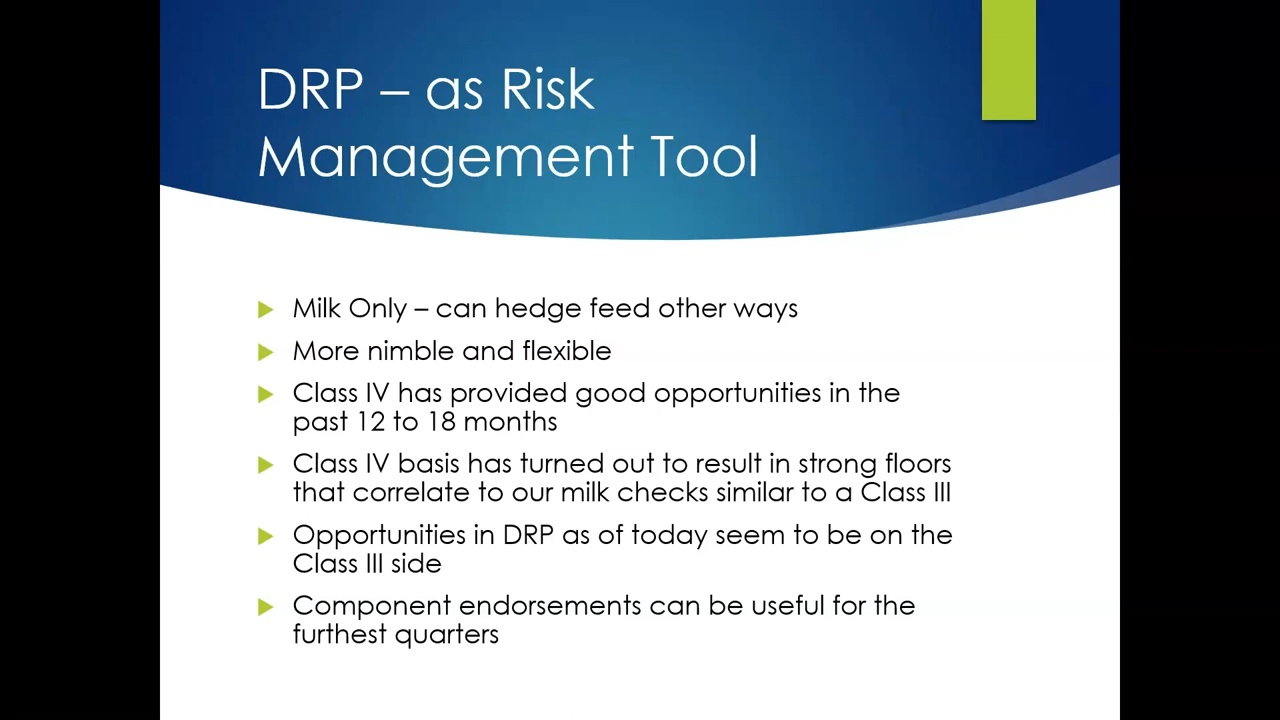 DRP – as Risk
Management Tool
Milk Only – can hedge feed other ways
More nimble and flexible
Class IV has provided good opportunities in the
past 12 to 18 months
Class IV basis has turned out to result in strong floors
that correlate to our milk checks similar to a Class III
Opportunities in DRP as of today seem to be on the
Class III side
Component endorsements can be useful for the
furthest quarters